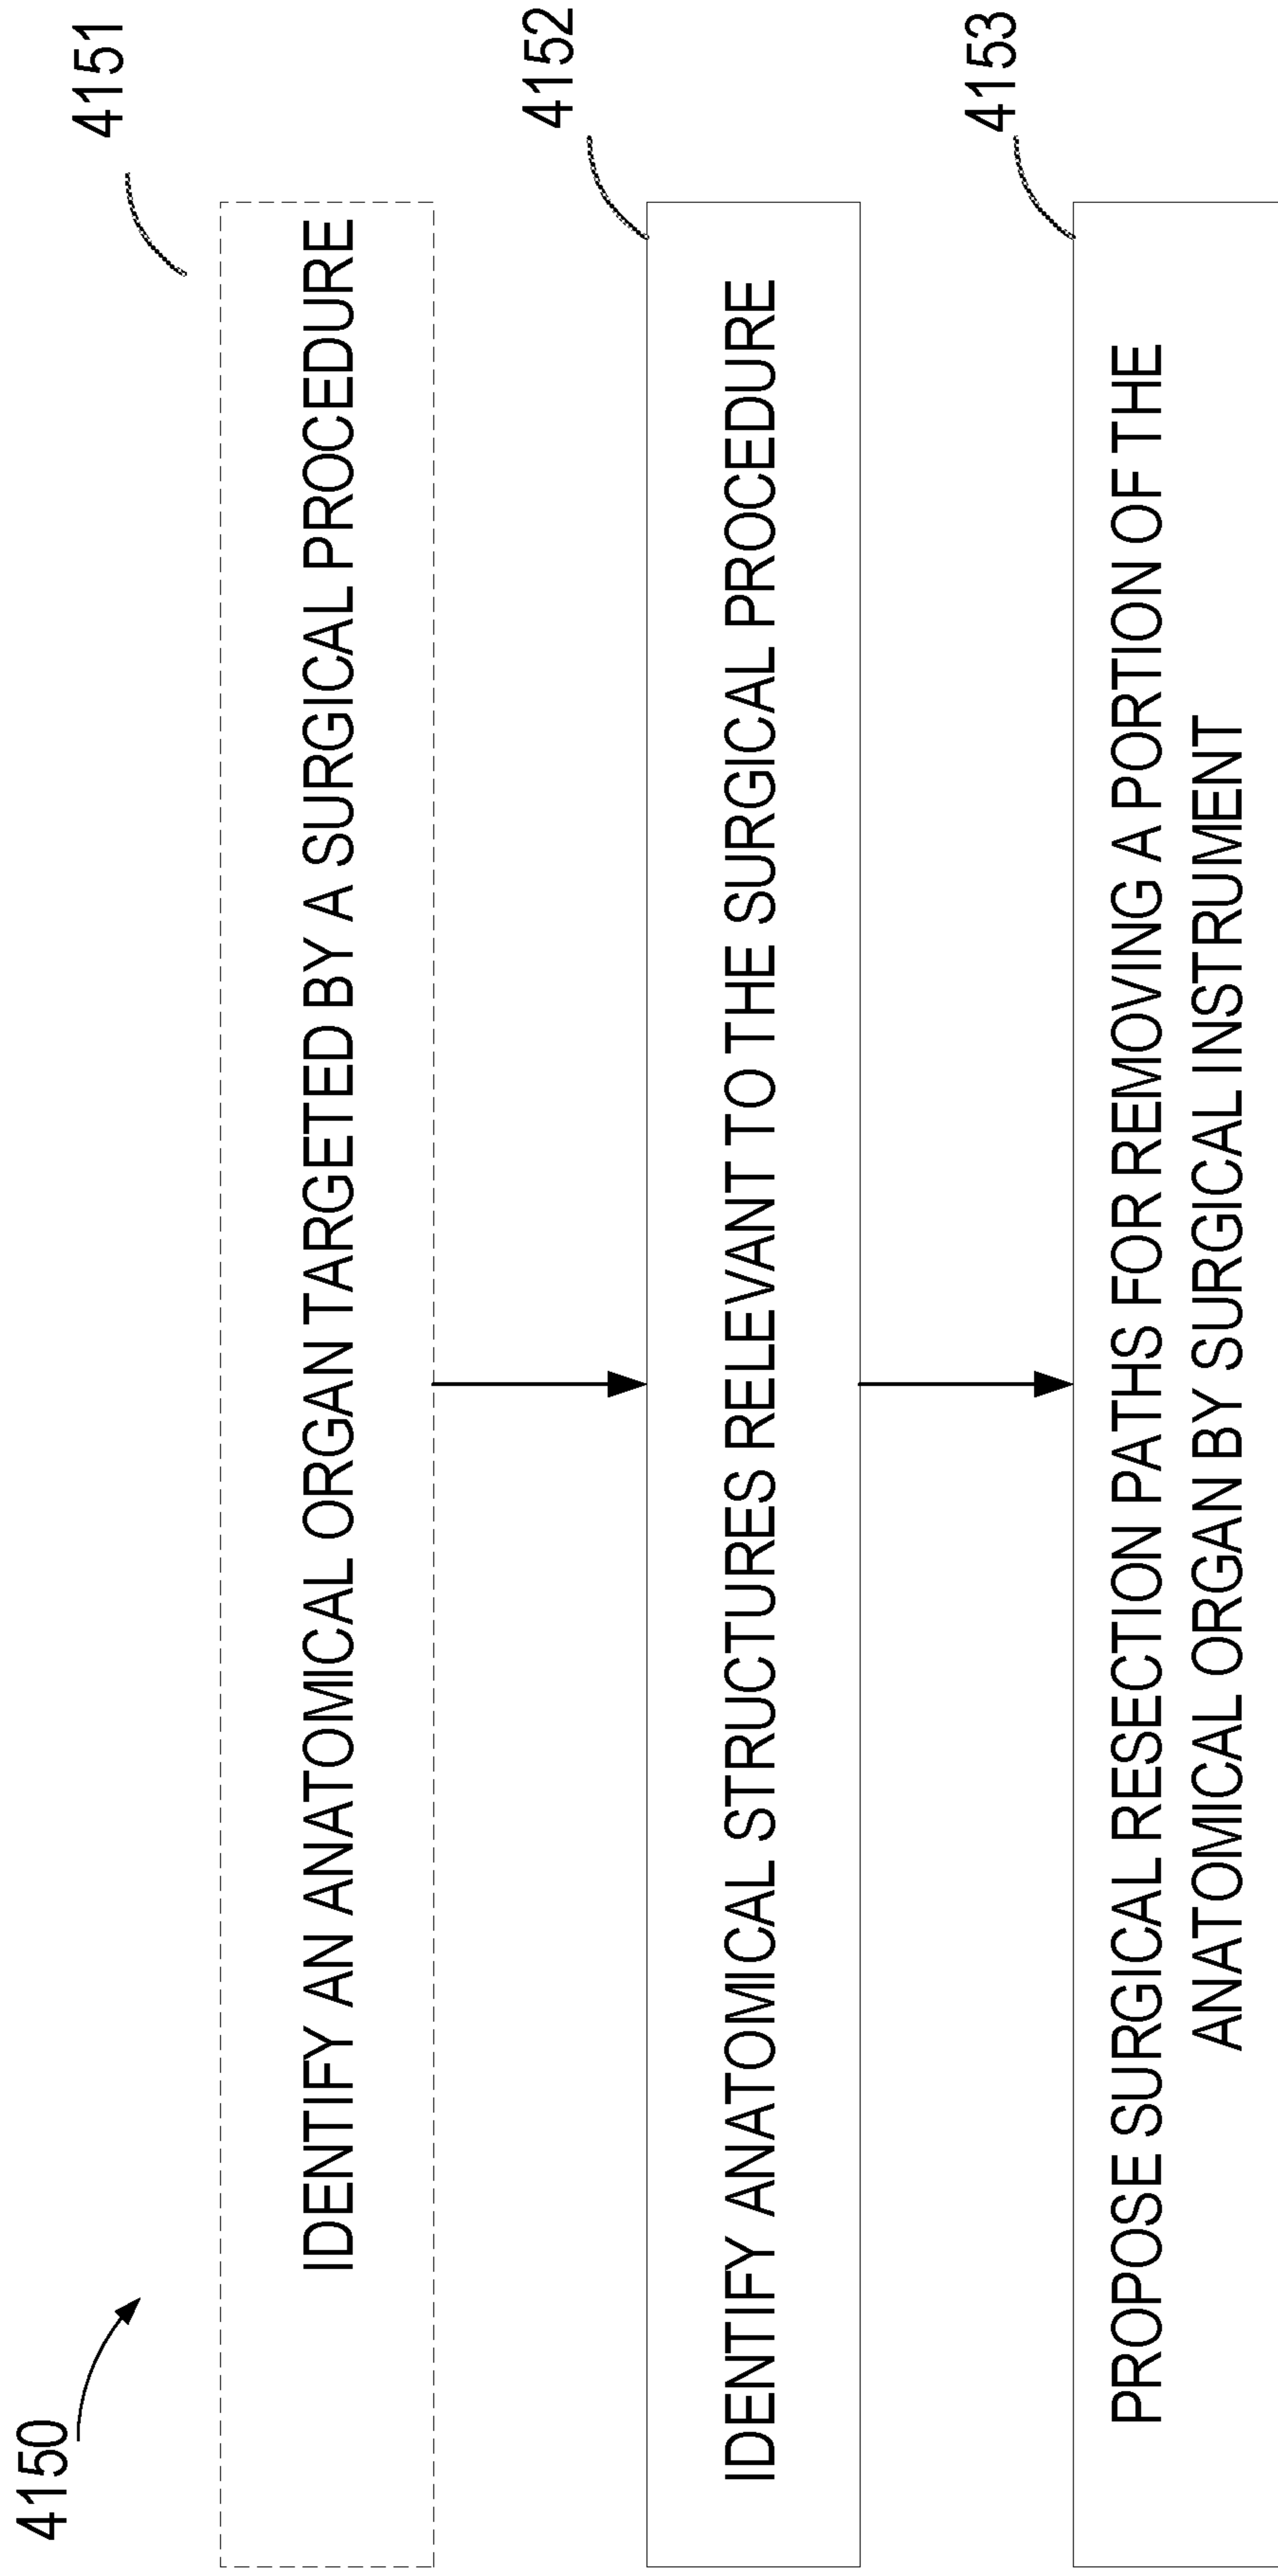 4150
4151
IDENTIFY AN ANATOMICAL ORGAN TARGETED BY A SURGICAL PROCEDURE
4152
IDENTIFY ANATOMICAL STRUCTURES RELEVANT TO THE SURGICAL PROCEDURE
4153
PROPOSE SURGICAL RESECTION PATHS FOR REMOVING A PORTION OF THE
ANATOMICAL ORGAN BY SURGICAL INSTRUMENT